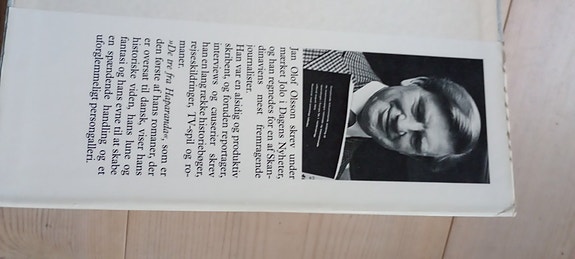 Jan Olof Olsson skrev under
mærket Jolo i Dagens Nyheter,
og han regnedes for en af Skan-
dinaviens mest fremragende
journalister.
Han var en flittig og produktiv
skribent, og foruden reportager,
interviews og causerier skrev
han en lang række historiebøger,
rejseskildringer, TV-spil og ro-
maner.
»De tre fra Haparanda«, som er
den første af hans romaner, der
er oversat til dansk, viser hans
historiske viden, hans lune og
fantasi og hans evne til at skabe
en spændende handling og et
uforglemmeligt persongalleri.